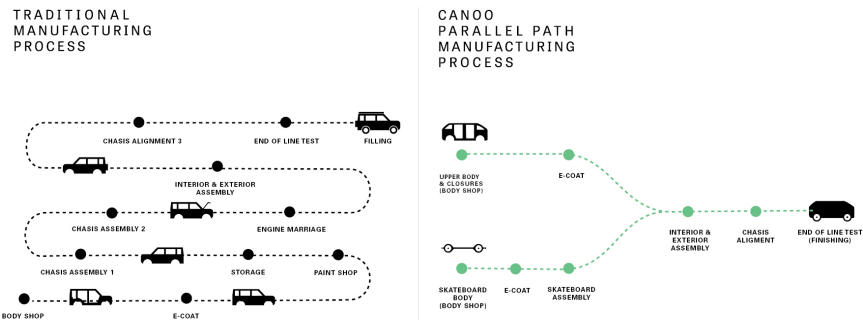 TRADITIONAL
MANUFACTURING
PROCESS
CHASIS ALIGNMENT 3
END OF LINE TEST
FILLING
INTERIOR & EXTERIOR
ASSEMBLY
CHASIS ASSEMBLY 2
ENGINE MARRIAGE
CHASIS ASSEMBLY 1
STORAGE
PAINT SHOP
BODY SHOP
E-COAT
CANOO
PARALLEL PATH
MANUFACTURING
PROCESS
UPPER BODY
& CLOSURES
(BODY SHOP)
E-COAT
SKATEBOARD
BODY
(BODY SHOP)
E-COAT
SKATEBOARD
ASSEMBLY
INTERIOR &
EXTERIOR
ASSEMBLY
CHASIS
ALIGMENT
END OF LINE TEST
(FINISHING)